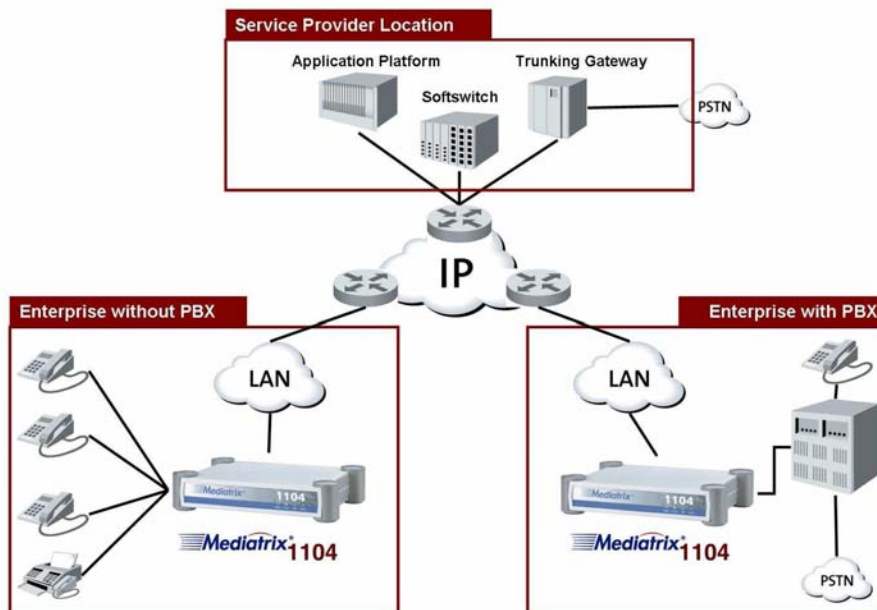 Service Provider Location
Application Platform
Trunking Gateway
Softswitch
PSTN
IP
Enterprise without PBX
Enterprise with PBX
LAN
LAN
Mediatrix® 1104
Mediatrix® 1104
Mediatrix® 1104
Mediatrix® 1104
PSTN